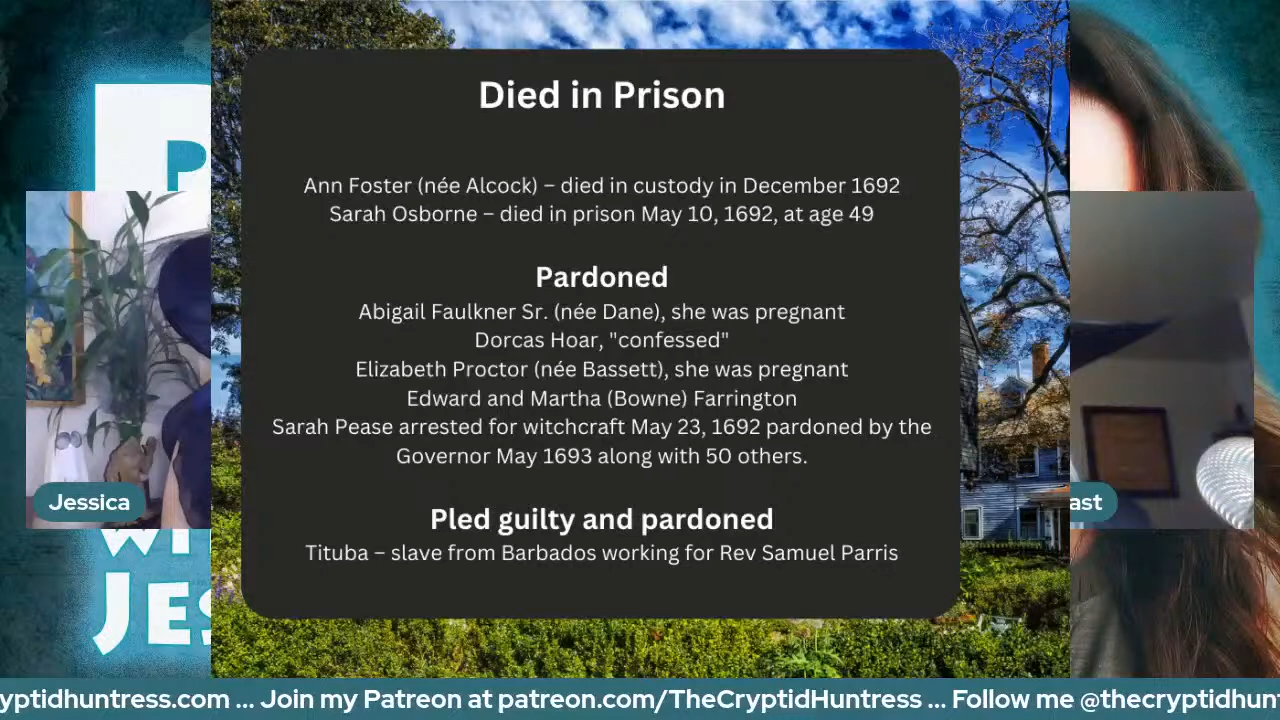 Died in Prison
Ann Foster (née Alcock) – died in custody in December 1692
Sarah Osborne – died in prison May 10, 1692, at age 49
Pardoned
Abigail Faulkner Sr. (née Dane), she was pregnant
Dorcas Hoar, "confessed"
Elizabeth Proctor (née Bassett), she was pregnant
Edward and Martha (Bowne) Farrington
Sarah Pease arrested for witchcraft May 23, 1692 pardoned by the
Governor May 1693 along with 50 others.
Pled guilty and pardoned
Tituba – slave from Barbados working for Rev Samuel Parris
P
Jessica
ast
WI
JES
yptidhuntress.com ... Join my Patreon at patreon.com/TheCryptidHuntress ... Follow me @thecryptidhun